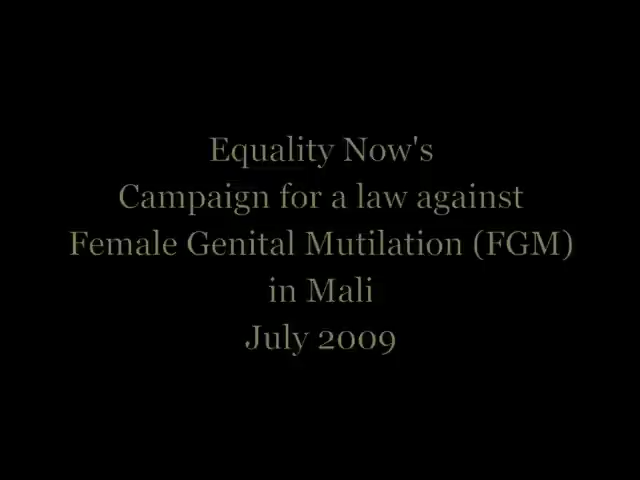 Equality Now's
Campaign for a law against
Female Genital Mutilation (FGM)
in Mali
July 2009